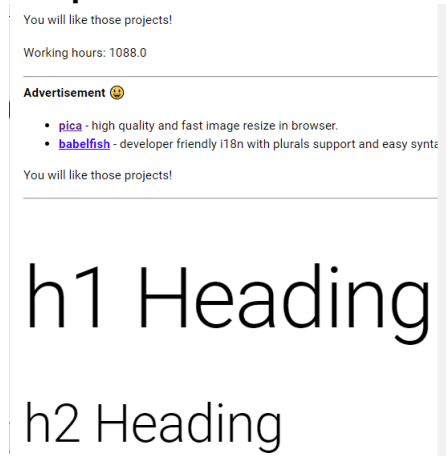 You will like those projects!
Working hours: 1088.0
Advertisement 😃
pica - high quality and fast image resize in browser.
babelfish - developer friendly i18n with plurals support and easy synta
You will like those projects!
h1 Heading
h2 Heading